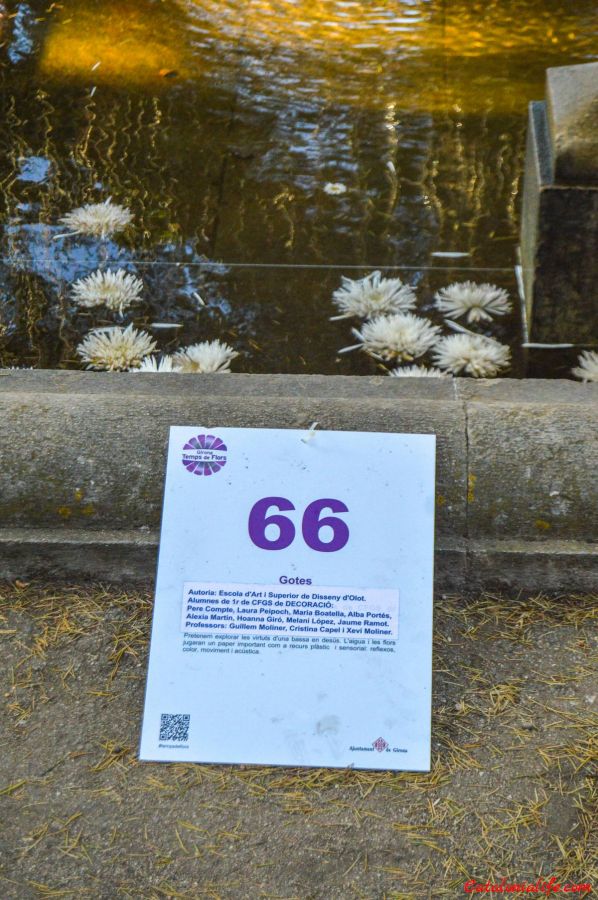 Girona
Temps de Flors
66
Gotes
Autoria: Escola d'Art i Superior de Disseny d'Olot.
Alumnes de 1r de CFGS de DECORACIÓ:
Pere Compte, Laura Peipoch, Maria Boatella, Alba Portés,
Alexia Martín, Hoanna Giró, Melani López, Jaume Ramot.
Professors: Guillem Moliner, Cristina Capel i Xevi Moliner.
Pretenem explorar les virtuts d'una bassa en desús. L'aigua i les flors
jugaran un paper important com a recurs plàstic i sensorial: reflexos,
color, moviment i acústica.
#tempsdeflors
Ajuntament de Girona
Catalunialife.com